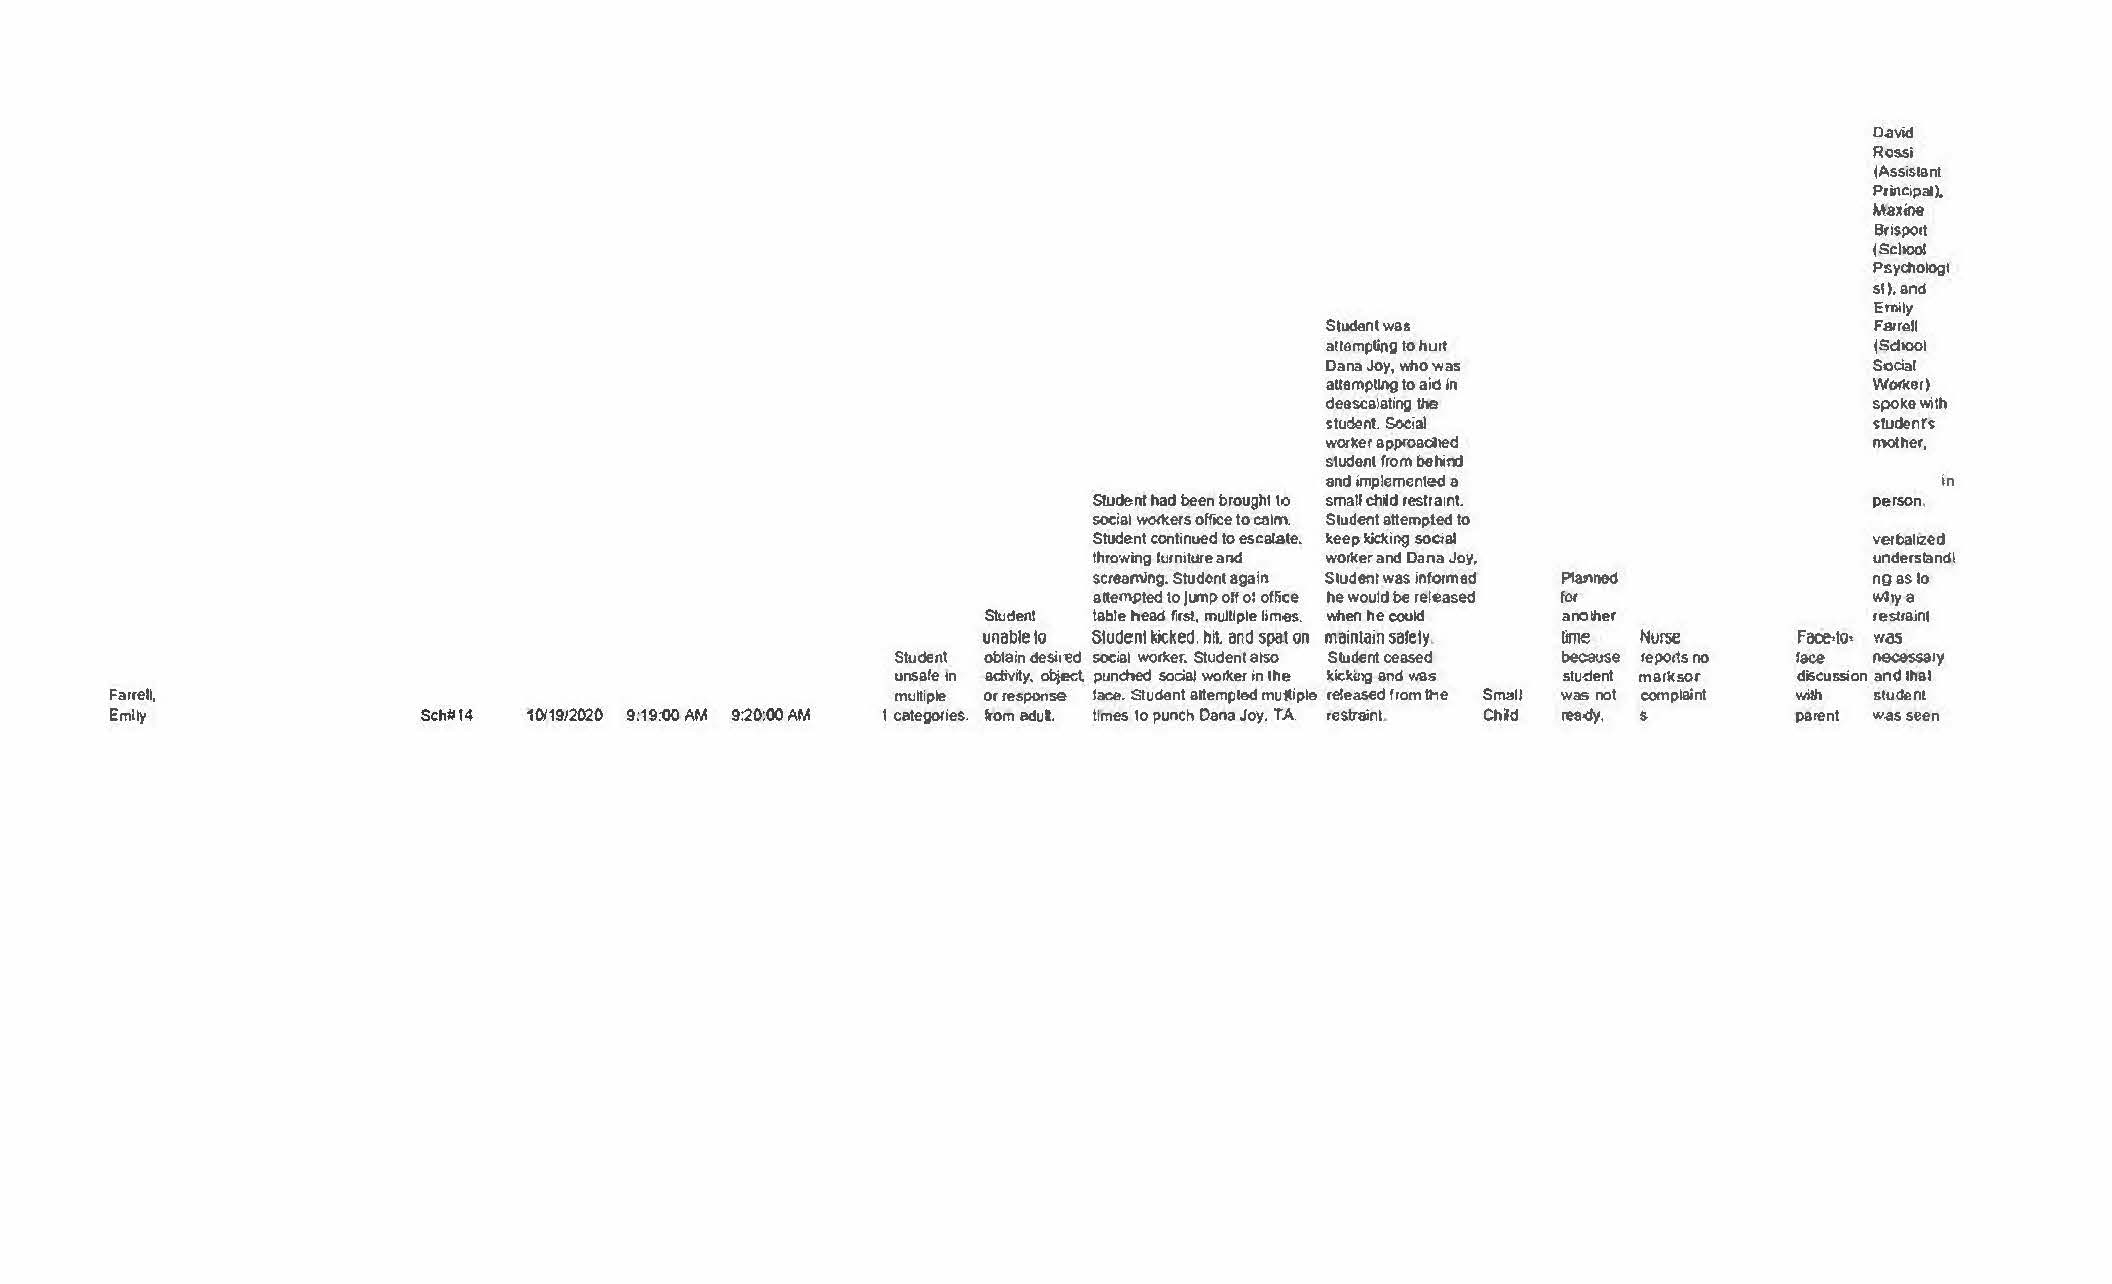 Farrell,
Emily
Sch#14
10/19/2020
9:19:00 AM
9:20:00 AM
1
Student
unsafe in
multiple
categories.
Student
unable to
obtain desired
activity, object,
or response
from adult.
Student had been brought to
social workers office to calm.
Student continued to escalate,
throwing furniture and
screaming. Student again
attempted to jump off of office
table head first, multiple times.
Student kicked, hit, and spat on
social worker. Student also
punched social worker in the
face. Student attempted multiple
times to punch Dana Joy, TA.
Student was
attempting to hurt
Dana Joy, who was
attempting to aid in
deescalating the
student. Social
worker approached
student from behind
and implemented a
small child restraint.
Student attempted to
keep kicking social
worker and Dana Joy.
Student was informed
he would be released
when he could
maintain safety.
Student ceased
kicking and was
released from the
restraint.
Small
Child
Planned
for
another
time
because
student
was not
ready.
Nurse
reports no
marks or
complaint
s
Face-to-
face
discussion
with
parent
David
Rossi
(Assistant
Principal),
Maxine
Brisport
(School
Psychologi
st), and
Emily
Farrell
(School
Social
Worker)
spoke with
student's
mother,
in
person.
verbalized
understandi
ng as to
why a
restraint
was
necessary
and that
student
was seen